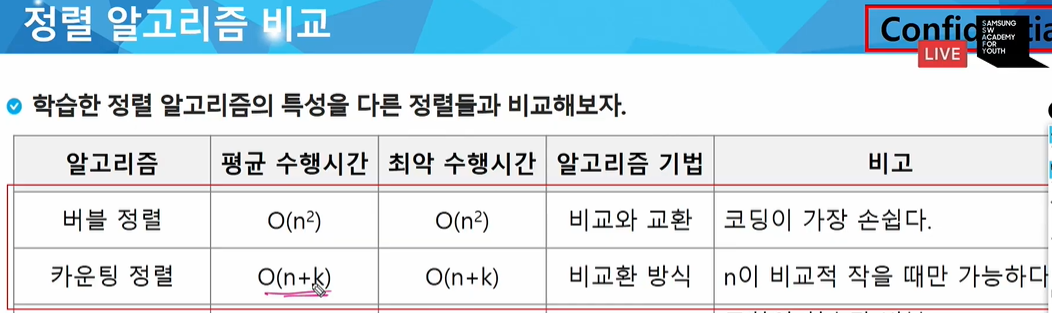 정렬 알고리즘 비교
SAMSUNG
SW
ACADEMY
FOR
YOUTH
LIVE
학습한 정렬 알고리즘의 특성을 다른 정렬들과 비교해보자.
알고리즘 평균 수행시간 최악 수행시간 알고리즘 기법 비고
버블 정렬 O(n²) O(n²) 비교와 교환 코딩이 가장 손쉽다.
카운팅 정렬 O(n+k) O(n+k) 비교환 방식 n이 비교적 작을 때만 가능하다